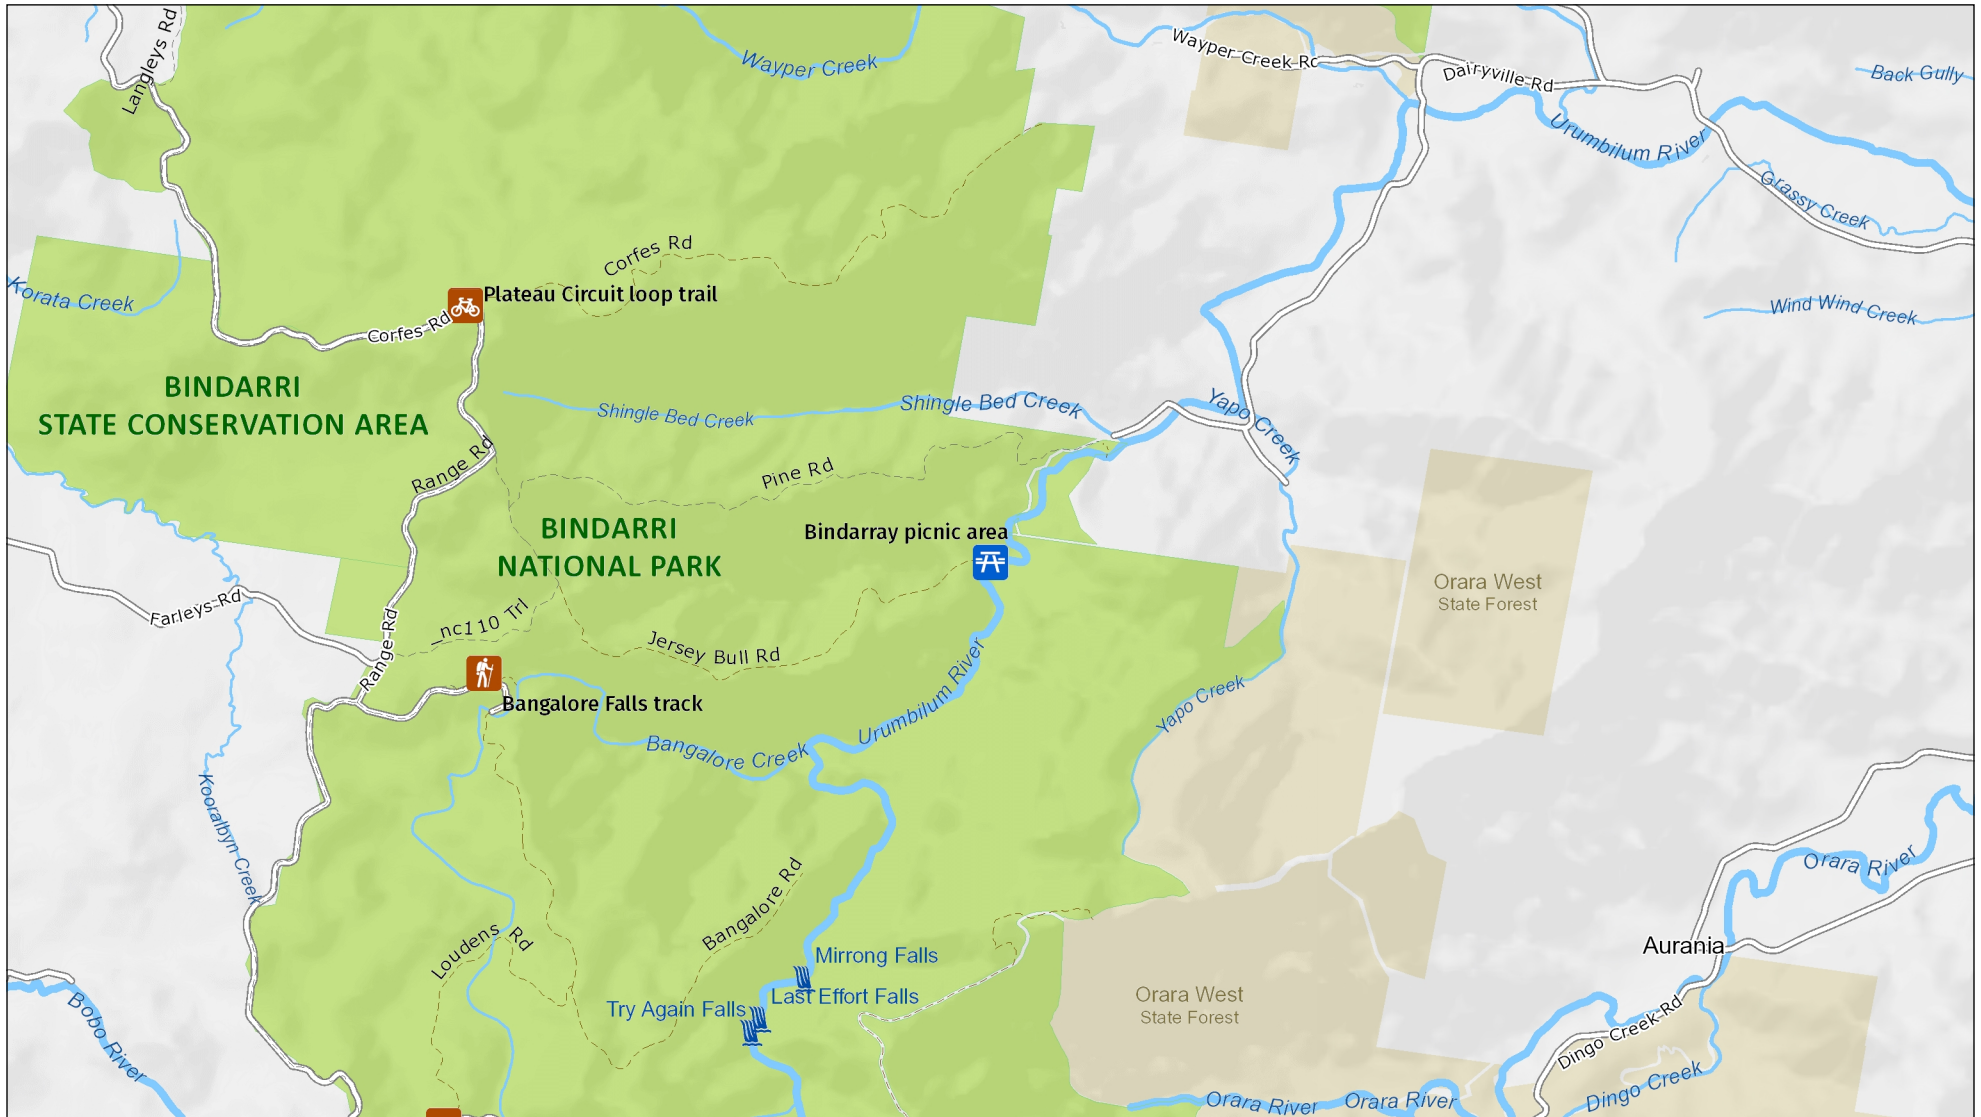 Langleys Rd
Wayper Creek
Wayper Creek Rd
Dairyville Rd
Back Gully
Urumbilum River
Grassy Creek
Corfes Rd
Korata Creek
Plateau Circuit loop trail
Corfes Rd
Wind Wind Creek
BINDARRI
STATE CONSERVATION AREA
Shingle Bed Creek
Shingle Bed Creek
Yapo Creek
Range Rd
Pine Rd
BINDARRI
NATIONAL PARK
Bindarray picnic area
Orara West
State Forest
Farleys Rd
_nc110 Trl
Range Rd
Jersey Bull Rd
Urumbilum River
Yapo Creek
Bangalore Falls track
Bangalore Creek
Kooralbyn Creek
Orara River
Bangalore Rd
Loudens Rd
Aurania
Mirrong Falls
Last Effort Falls
Try Again Falls
Orara West
State Forest
Bobo River
Dingo Creek Rd
Dingo Creek
Orara River
Orara River